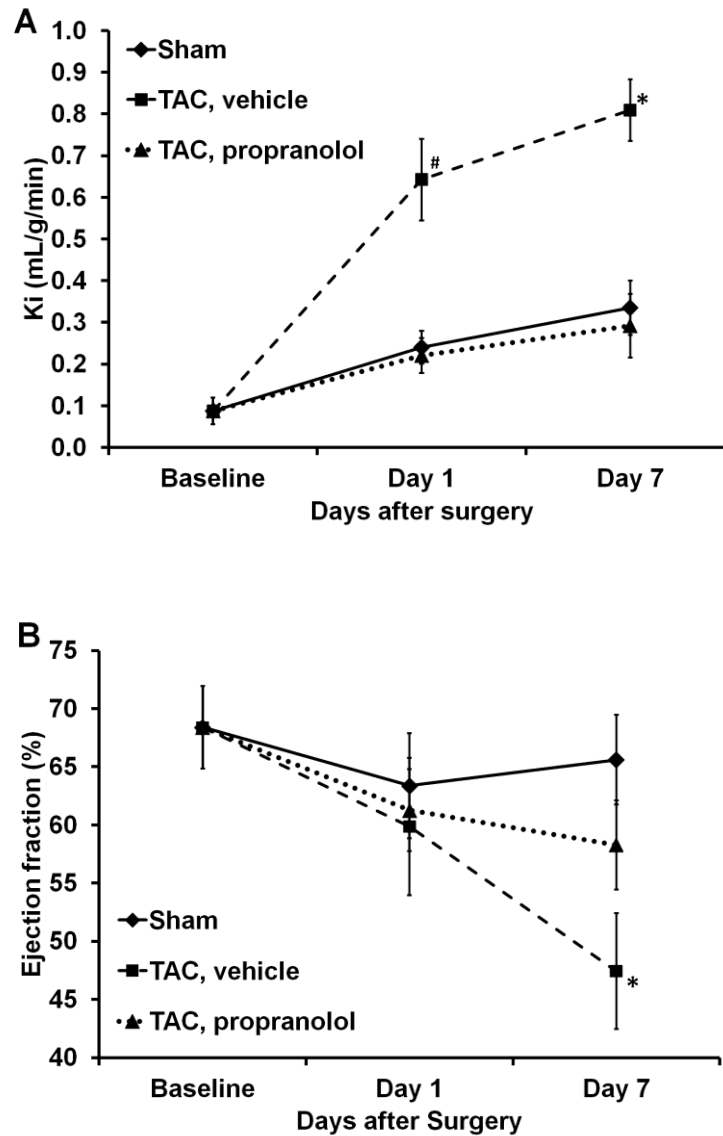 A
1.0
0.9
0.8
0.7
0.6
0.5
0.4
0.3
0.2
0.1
0.0
Ki (mL/g/min)
Sham
TAC, vehicle
TAC, propranolol
#
*
Baseline Day 1 Day 7
Days after surgery
B
75
70
65
60
55
50
45
40
Ejection fraction (%)
Sham
TAC, vehicle
TAC, propranolol
*
Baseline Day 1 Day 7
Days after Surgery